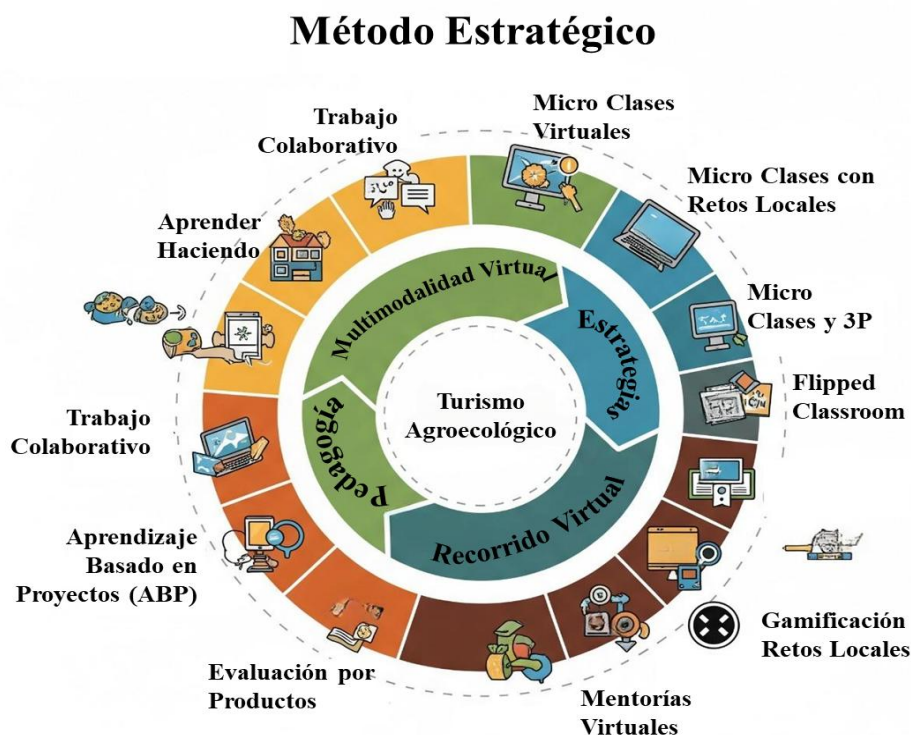 Método Estratégico
Trabajo
Colaborativo
Micro Clases
Virtuales
Micro Clases con
Retos Locales
Aprender
Haciendo
Micro
Clases y 3P
Flipped
Classroom
Multimodalidad Virtual
Estrategias
Turismo
Agroecológico
Pedagogía
Recorrido Virtual
Trabajo
Colaborativo
Aprendizaje
Basado en
Proyectos (ABP)
Evaluación por
Productos
Mentorías
Virtuales
Gamificación
Retos Locales